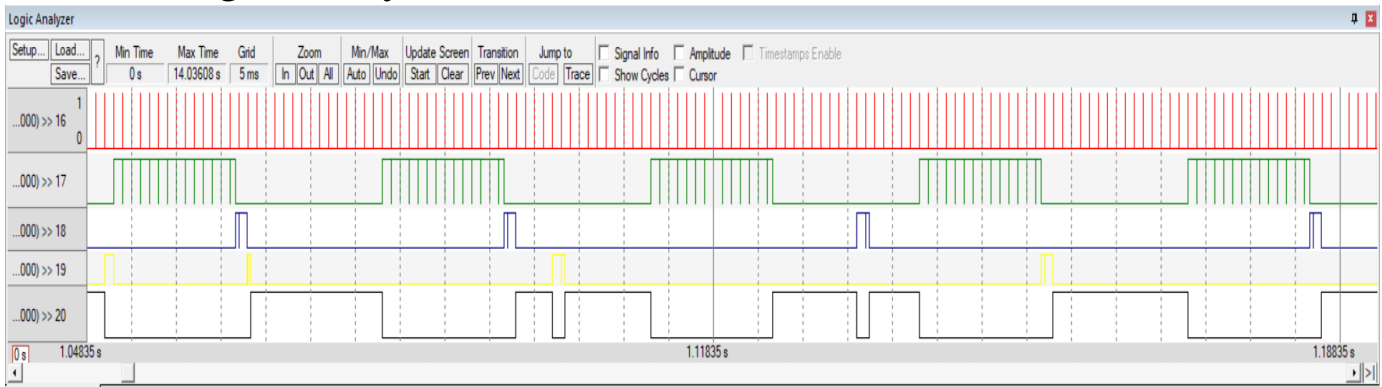 Logic Analyzer
Setup... Load... ? Min Time Max Time Grid Zoom Min/Max Update Screen Transition Jump to Signal Info Amplitude Timestamps Enable
Save... 0 s 14.03608 s 5 ms In Out All Auto Undo Start Clear Prev Next Code Trace Show Cycles Cursor
1
...000) >> 16
0
...000) >> 17
...000) >> 18
...000) >> 19
...000) >> 20
0 s 1.04835 s 1.11835 s 1.18835 s